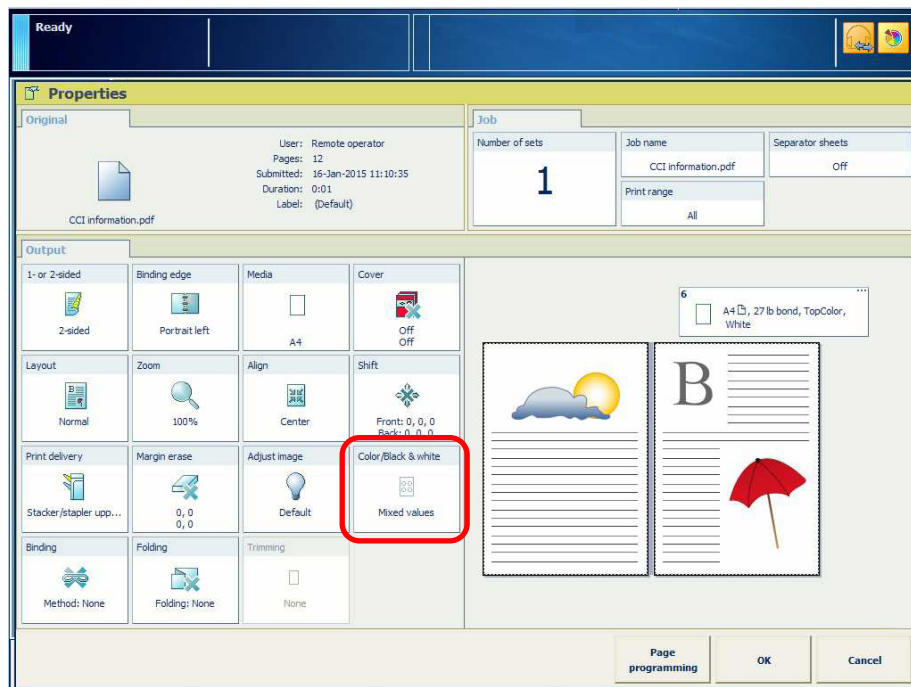 Ready
Properties
Original
User: Remote operator
Pages: 12
Submitted: 16-Jan-2015 11:10:35
Duration: 0:01
Label: (Default)
CCI information.pdf
Job
Number of sets
1
Job name
CCI information.pdf
Separator sheets
Off
Print range
All
Output
1- or 2-sided
2-sided
Binding edge
Portrait left
Media
A4
Cover
Off
Off
Layout
Normal
Zoom
100%
Align
Center
Shift
Front: 0, 0, 0
Back: 0, 0, 0
Print delivery
Stacker/stapler upp...
Margin erase
0, 0
0, 0
Adjust image
Default
Color/Black & white
Mixed values
Binding
Method: None
Folding
Folding: None
Trimming
None
6
...
A4, 27 lb bond, TopColor,
White
B
Page
programming
OK
Cancel